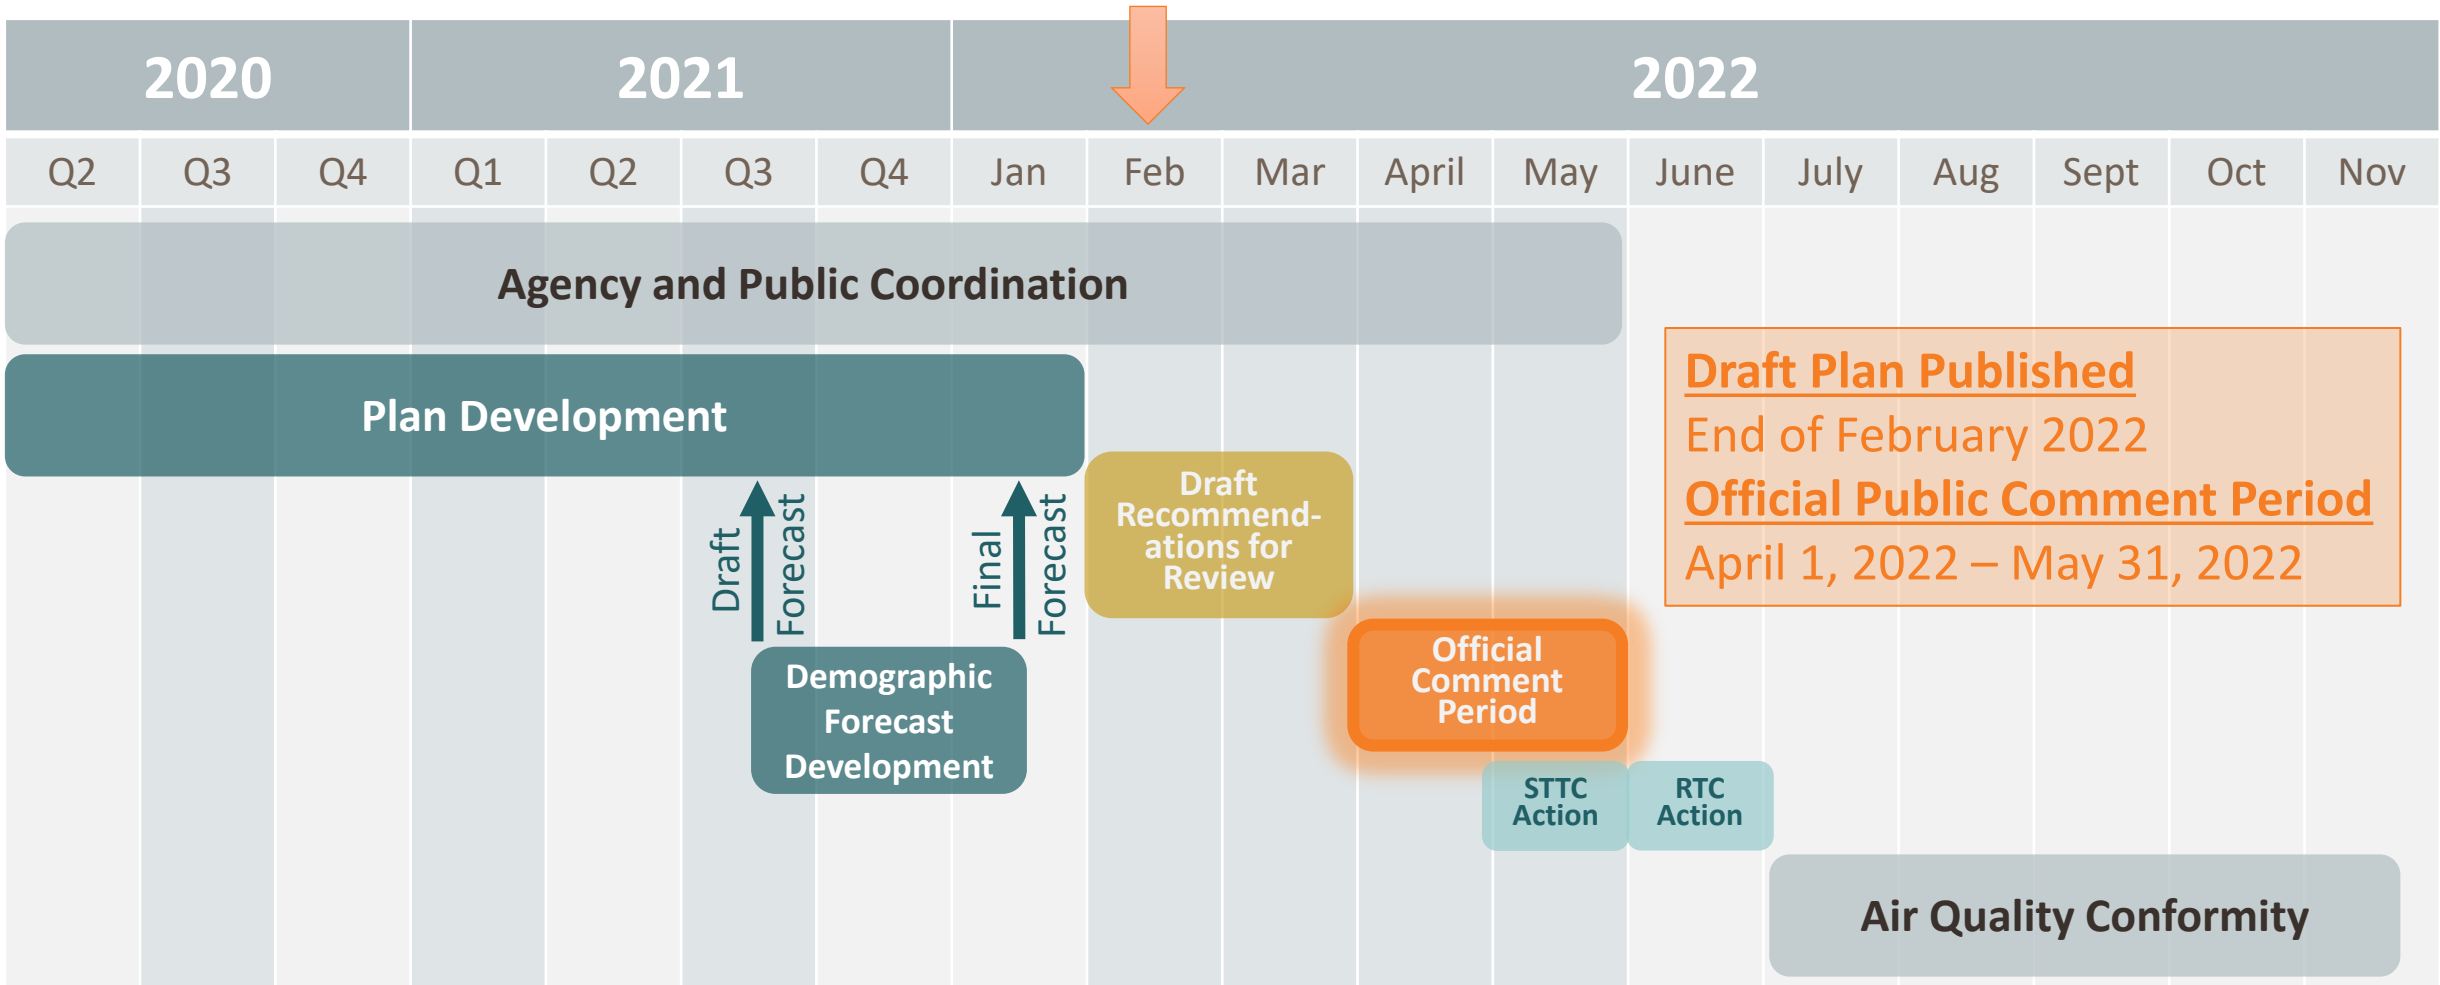 2020 2021 2022
Q2 Q3 Q4 Q1 Q2 Q3 Q4 Jan Feb Mar April May June July Aug Sept Oct Nov
Agency and Public Coordination
Plan Development
Draft
Forecast
Final
Forecast
Draft
Recommend-
ations for
Review
Draft Plan Published
End of February 2022
Official Public Comment Period
April 1, 2022 – May 31, 2022
Demographic
Forecast
Development
Official
Comment
Period
STTC
Action
RTC
Action
Air Quality Conformity